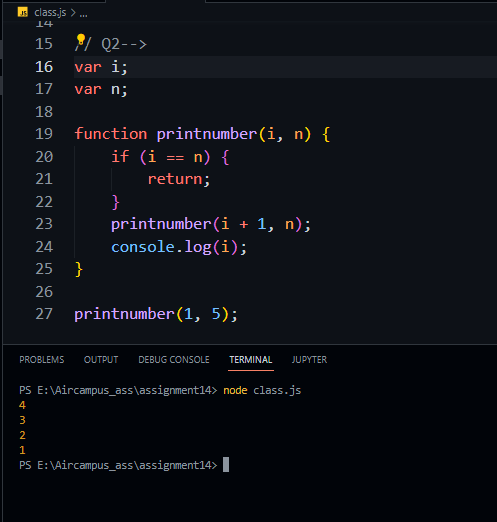 JS class.js > ...
14
15 // Q2-->
16 var i;
17 var n;
18
19 function printnumber(i, n) {
20     if (i == n) {
21         return;
22     }
23     printnumber(i + 1, n);
24     console.log(i);
25 }
26
27 printnumber(1, 5);
PROBLEMS OUTPUT DEBUG CONSOLE TERMINAL JUPYTER
PS E:\Aircampus_ass\assignment14> node class.js
4
3
2
1
PS E:\Aircampus_ass\assignment14>